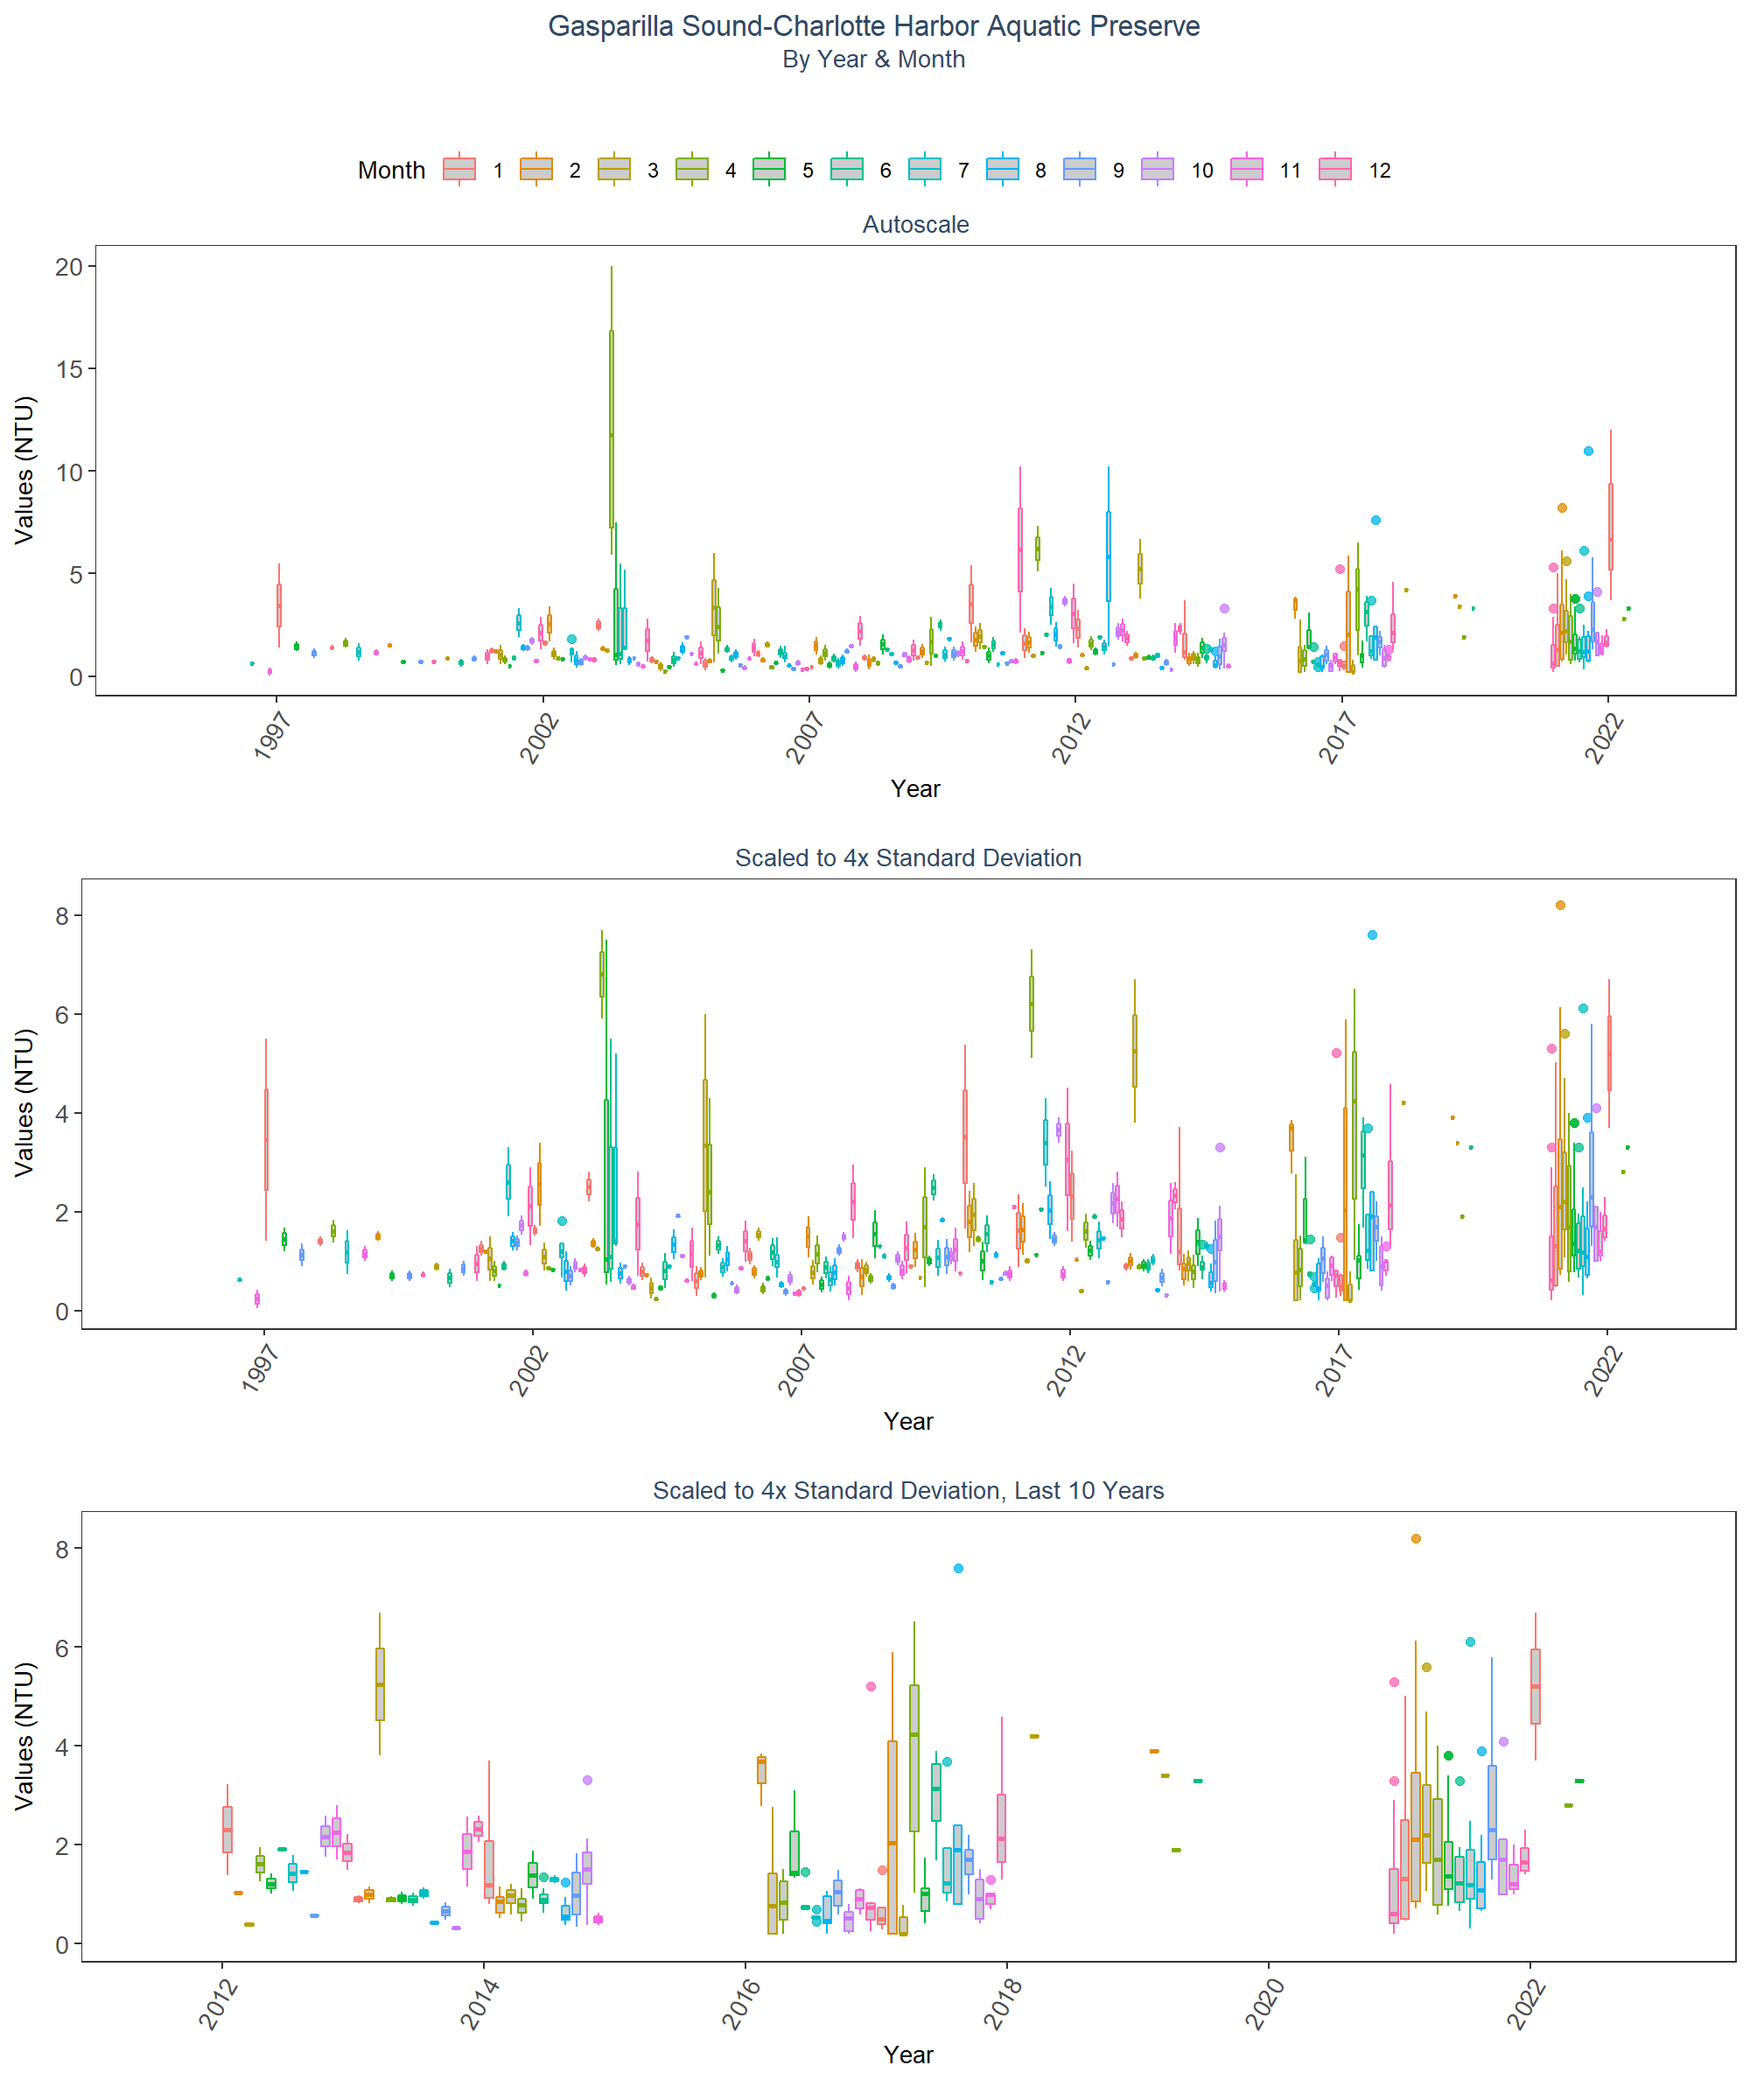 Gasparilla Sound-Charlotte Harbor Aquatic Preserve
By Year & Month
Month 1 2 3 4 5 6 7 8 9 10 11 12
Autoscale
20
15
10
5
0
Values (NTU)
1997 2002 2007 2012 2017 2022
Year
Scaled to 4x Standard Deviation
8
6
4
2
0
Values (NTU)
1997 2002 2007 2012 2017 2022
Year
Scaled to 4x Standard Deviation, Last 10 Years
8
6
4
2
0
Values (NTU)
2012 2014 2016 2018 2020 2022
Year